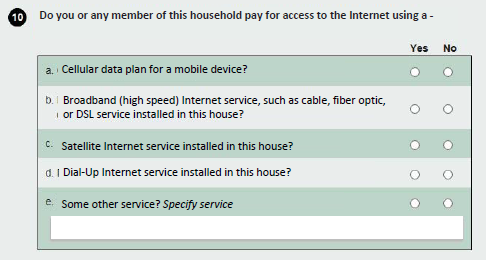 10 Do you or any member of this household pay for access to the Internet using a -
Yes No
a. Cellular data plan for a mobile device?
b. Broadband (high speed) Internet service, such as cable, fiber optic,
or DSL service installed in this house?
c. Satellite Internet service installed in this house?
d. Dial-Up Internet service installed in this house?
e. Some other service? Specify service